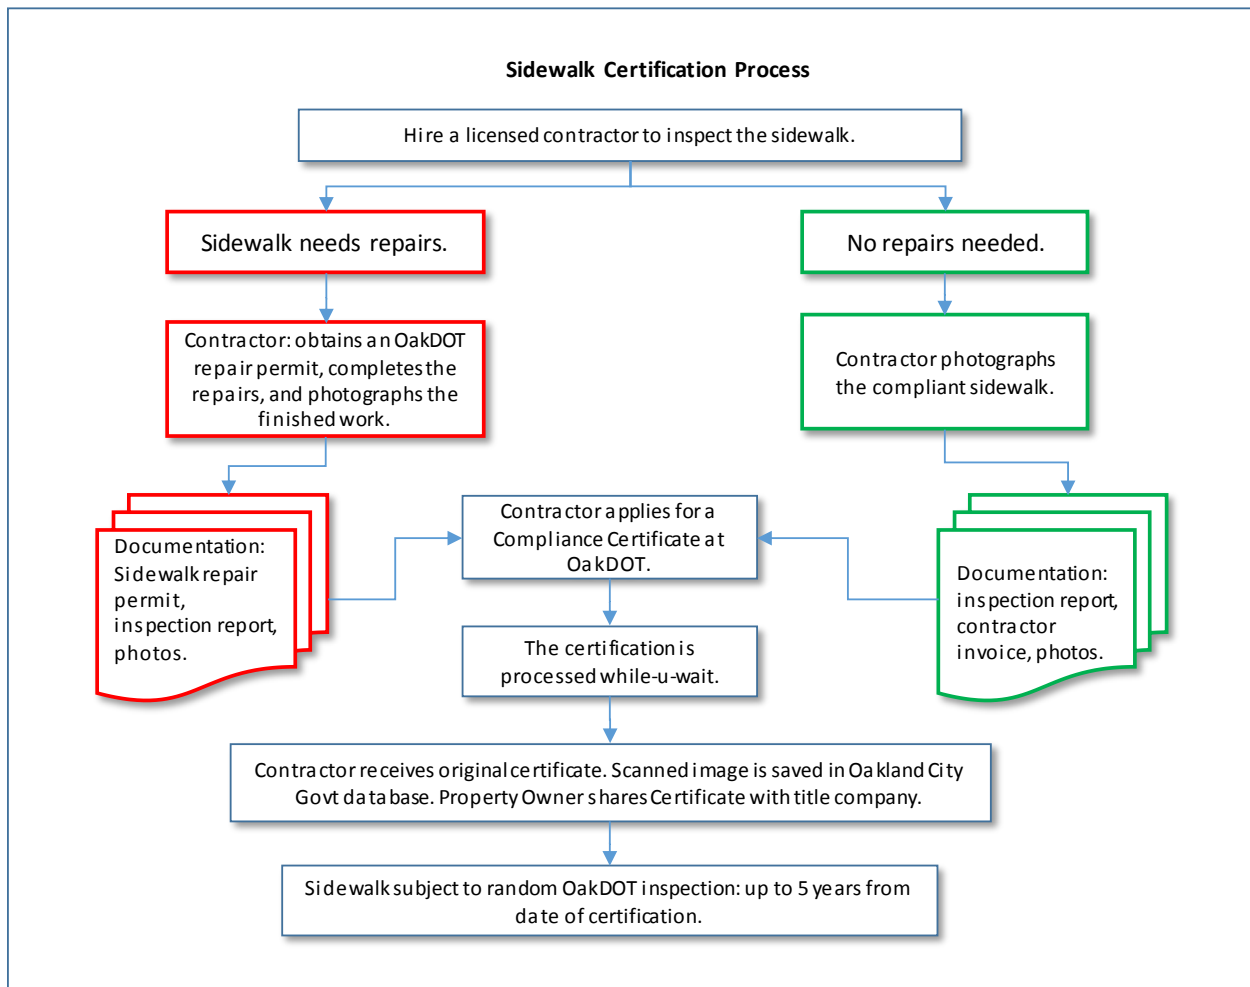 Sidewalk Certification Process
Hire a licensed contractor to inspect the sidewalk.
Sidewalk needs repairs.
No repairs needed.
Contractor: obtains an OakDOT
repair permit, completes the
repairs, and photographs the
finished work.
Contractor photographs
the compliant sidewalk.
Documentation:
Sidewalk repair
permit,
inspection report,
photos.
Contractor applies for a
Compliance Certificate at
OakDOT.
Documentation:
inspection report,
contractor
invoice, photos.
The certification is
processed while-u-wait.
Contractor receives original certificate. Scanned image is saved in Oakland City
Govt database. Property Owner shares Certificate with title company.
Sidewalk subject to random OakDOT inspection: up to 5 years from
date of certification.